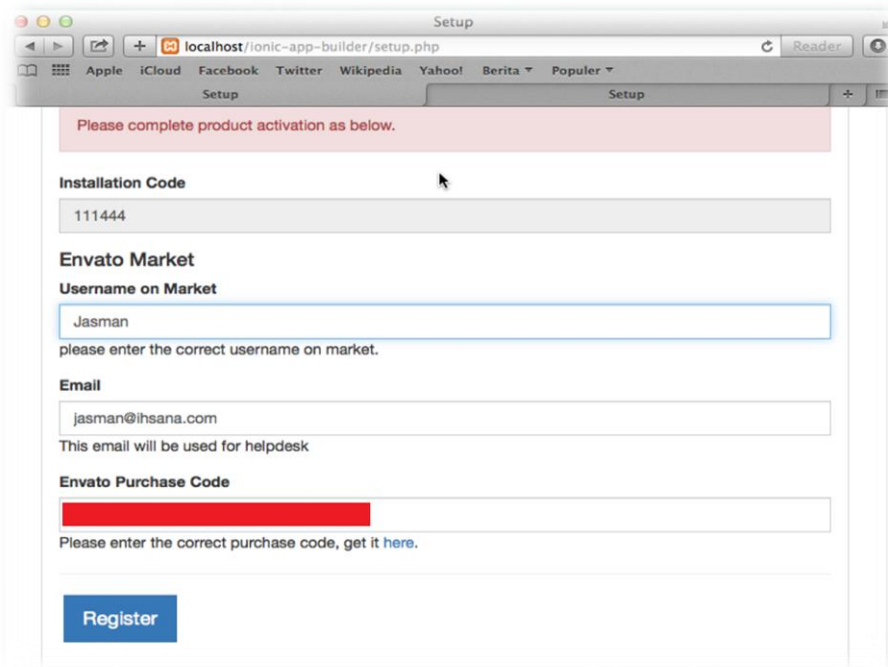 Setup
localhost/ionic-app-builder/setup.php
Reader
Apple iCloud Facebook Twitter Wikipedia Yahoo! Berita Populer
Setup Setup
Please complete product activation as below.
Installation Code
111444
Envato Market
Username on Market
Jasman
please enter the correct username on market.
Email
jasman@ihsana.com
This email will be used for helpdesk
Envato Purchase Code
Please enter the correct purchase code, get it here.
Register